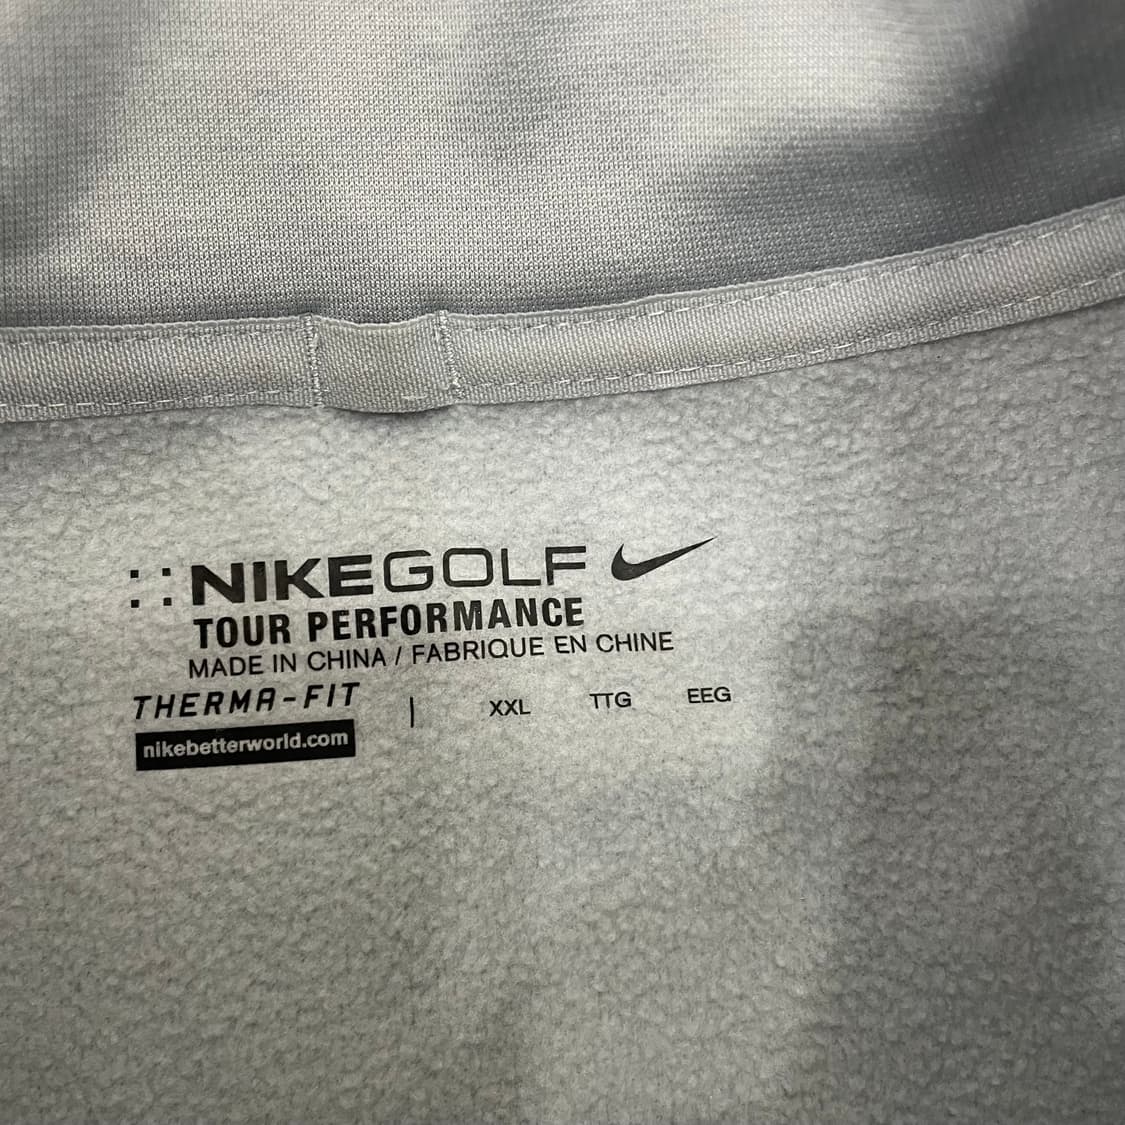 NIKEGOLF
TOUR PERFORMANCE
MADE IN CHINA / FABRIQUE EN CHINE
THERMA-FIT | XXL TTG EEG
nikebetterworld.com